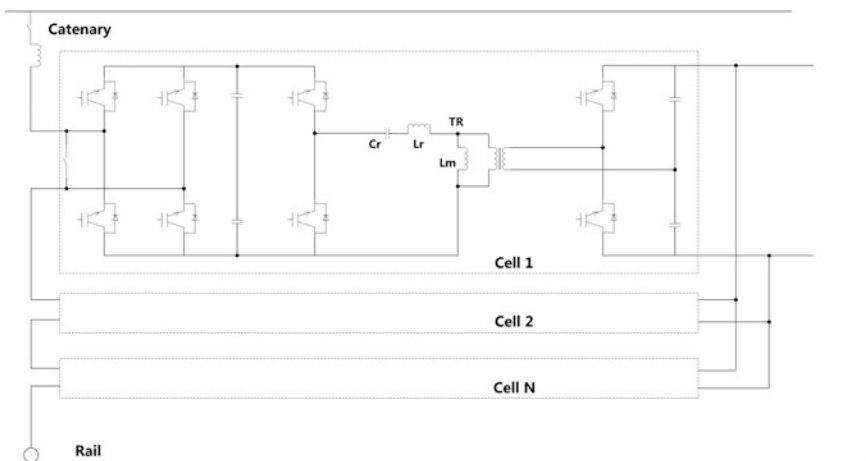 Catenary
TR
Cr
Lr
Lm
Cell 1
Cell 2
Cell N
Rail